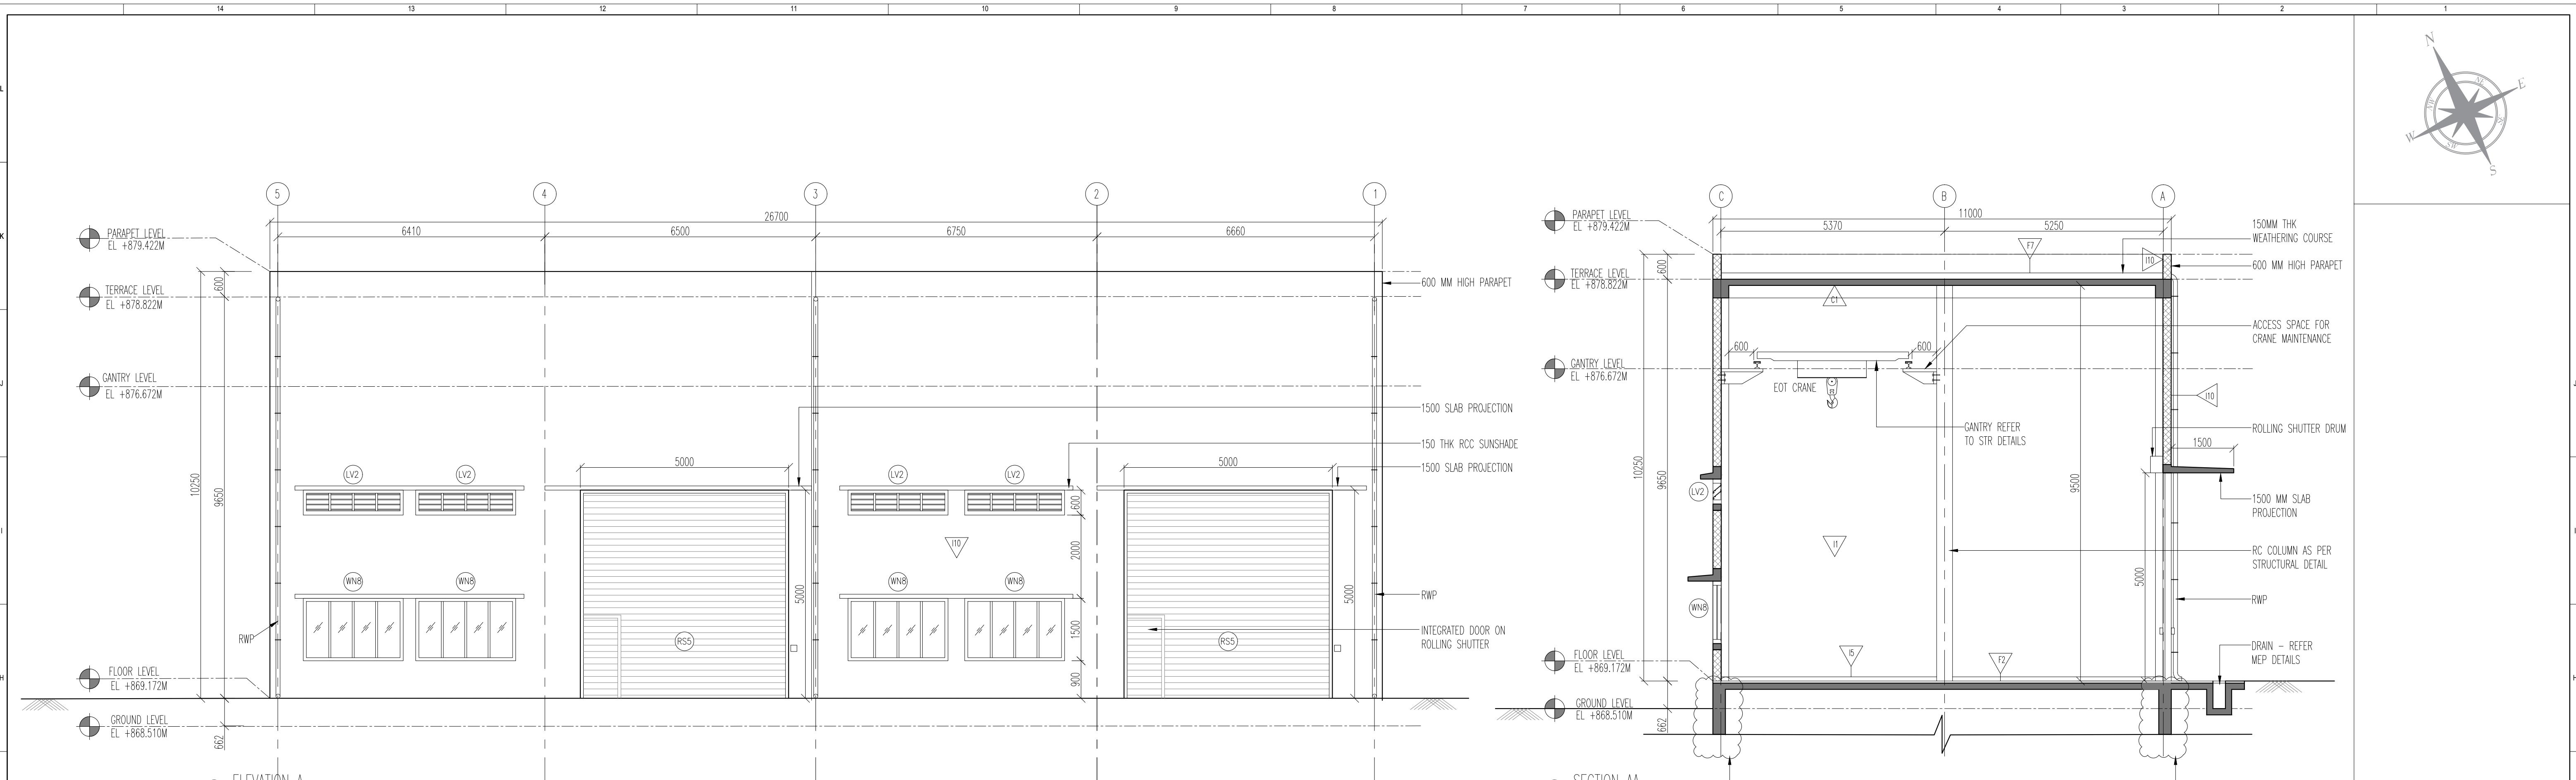 14 13 12 11 10 9 8 7 6 5 4 3 2 1
L
K
J
I
H
N
NE
E
SE
S
SW
W
NW
5 4 3 2 1
26700
6410 6500 6750 6660
PARAPET LEVEL
EL +879.422M
TERRACE LEVEL
EL +878.822M
GANTRY LEVEL
EL +876.672M
FLOOR LEVEL
EL +869.172M
GROUND LEVEL
EL +868.510M
600
10250
9650
662
600 MM HIGH PARAPET
1500 SLAB PROJECTION
150 THK RCC SUNSHADE
1500 SLAB PROJECTION
RWP
INTEGRATED DOOR ON
ROLLING SHUTTER
LV2 LV2 5000 LV2 LV2 5000
600
2000
1500
900
I10
WN8 WN8 WN8 WN8
5000
5000
RWP
RS5 RS5
ELEVATION A
C B A
11000
5370 5250
PARAPET LEVEL
EL +879.422M
TERRACE LEVEL
EL +878.822M
GANTRY LEVEL
EL +876.672M
FLOOR LEVEL
EL +869.172M
GROUND LEVEL
EL +868.510M
600
10250
9650
662
F7
I10
C1
600 600
EOT CRANE
GANTRY REFER
TO STR DETAILS
9500
I10
1500
LV2
I1
5000
WN8
I5
F2
150MM THK
WEATHERING COURSE
600 MM HIGH PARAPET
ACCESS SPACE FOR
CRANE MAINTENANCE
ROLLING SHUTTER DRUM
1500 MM SLAB
PROJECTION
RC COLUMN AS PER
STRUCTURAL DETAIL
RWP
DRAIN - REFER
MEP DETAILS
SECTION AA